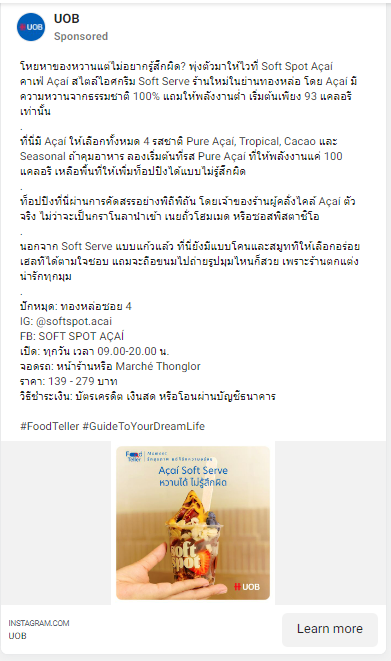 UOB
Sponsored
โหยหาของหวานแต่ไม่อยากรู้สึกผิด? พุ่งตัวมาให้ไวที่ Soft Spot Açaí
คาเฟ่ Açaí สไตล์ไอศกรีม Soft Serve ร้านใหม่ในย่านทองหล่อ โดย Açaí มี
ความหวานจากธรรมชาติ 100% แถมให้พลังงานต่ำ เริ่มต้นเพียง 93 แคลอรี
เท่านั้น
.
ที่นี่มี Açaí ให้เลือกทั้งหมด 4 รสชาติ Pure Açaí, Tropical, Cacao และ
Seasonal ถ้าคุมอาหาร ลองเริ่มต้นที่รส Pure Açaí ที่ให้พลังงานแค่ 100
แคลอรี เหลือพื้นที่ให้เพิ่มท็อปปิงได้แบบไม่รู้สึกผิด
.
ท็อปปิงที่นี่ผ่านการคัดสรรอย่างพิถีพิถัน โดยเจ้าของร้านผู้คลั่งไคล้ Açaí ตัว
จริง ไม่ว่าจะเป็นกราโนลาฉ่ำเข้า เนยถั่วโฮมเมด หรือซอสพิสตาชิโอ
.
นอกจาก Soft Serve แบบแก้วแล้ว ที่นี่ยังมีแบบโคนและสมูทที้ให้เลือกอร่อย
เฮลทีได้ตามใจชอบ แถมจะถือขนมไปถ่ายรูปมุมไหนก็สวย เพราะร้านตกแต่ง
น่ารักทุกมุม
.
ปักหมุด: ทองหล่อซอย 4
IG: @softspot.acai
FB: SOFT SPOT AÇAÍ
เปิด: ทุกวัน เวลา 09.00-20.00 น.
จอดรถ: หน้าร้านหรือ Marché Thonglor
ราคา: 139 - 279 บาท
วิธีชำระเงิน: บัตรเครดิต เงินสด หรือโอนผ่านบัญชีธนาคาร
#FoodTeller #GuideToYourDreamLife
Food Teller
Moment
Açaí Soft Serve
หวานได้ ไม่รู้สึกผิด
soft
spot
UOB
INSTAGRAM.COM
UOB
Learn more